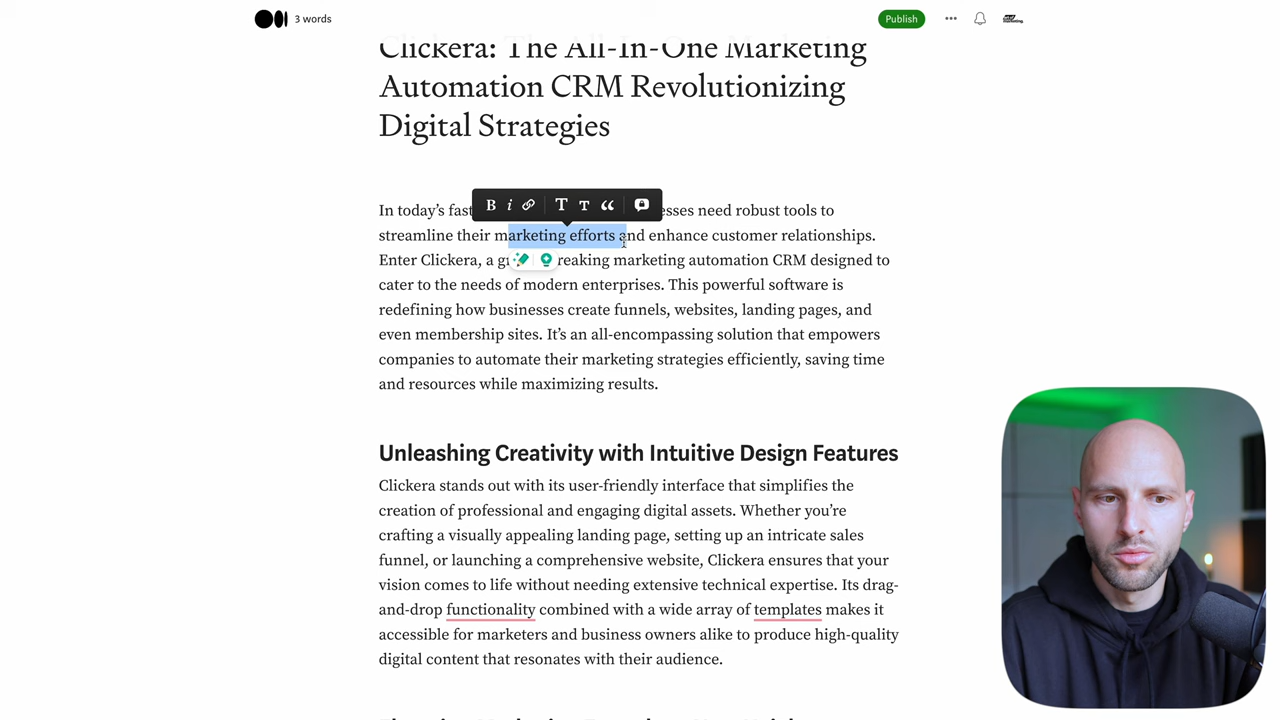 3 words
Publish
Clickera: The All-In-One Marketing
Automation CRM Revolutionizing
Digital Strategies
B i T T
In today's fast esses need robust tools to
streamline their marketing efforts and enhance customer relationships.
Enter Clickera, a g reaking marketing automation CRM designed to
cater to the needs of modern enterprises. This powerful software is
redefining how businesses create funnels, websites, landing pages, and
even membership sites. It's an all-encompassing solution that empowers
companies to automate their marketing strategies efficiently, saving time
and resources while maximizing results.
Unleashing Creativity with Intuitive Design Features
Clickera stands out with its user-friendly interface that simplifies the
creation of professional and engaging digital assets. Whether you're
crafting a visually appealing landing page, setting up an intricate sales
funnel, or launching a comprehensive website, Clickera ensures that your
vision comes to life without needing extensive technical expertise. Its drag-
and-drop functionality combined with a wide array of templates makes it
accessible for marketers and business owners alike to produce high-quality
digital content that resonates with their audience.